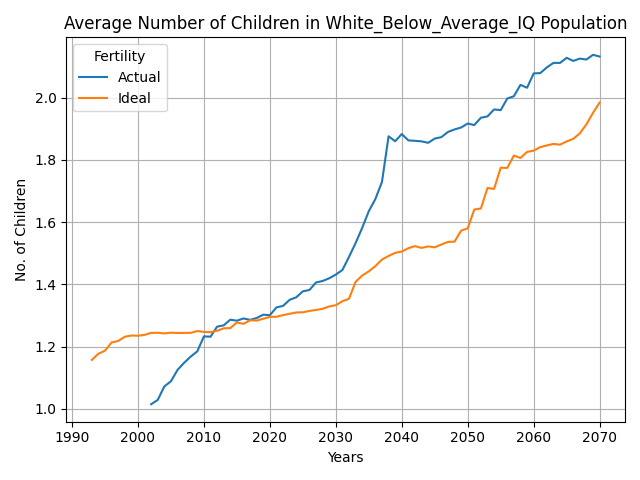 Average Number of Children in White_Below_Average_IQ Population
Fertility
Actual
Ideal
No. of Children
2.0
1.8
1.6
1.4
1.2
1.0
1990 2000 2010 2020 2030 2040 2050 2060 2070
Years